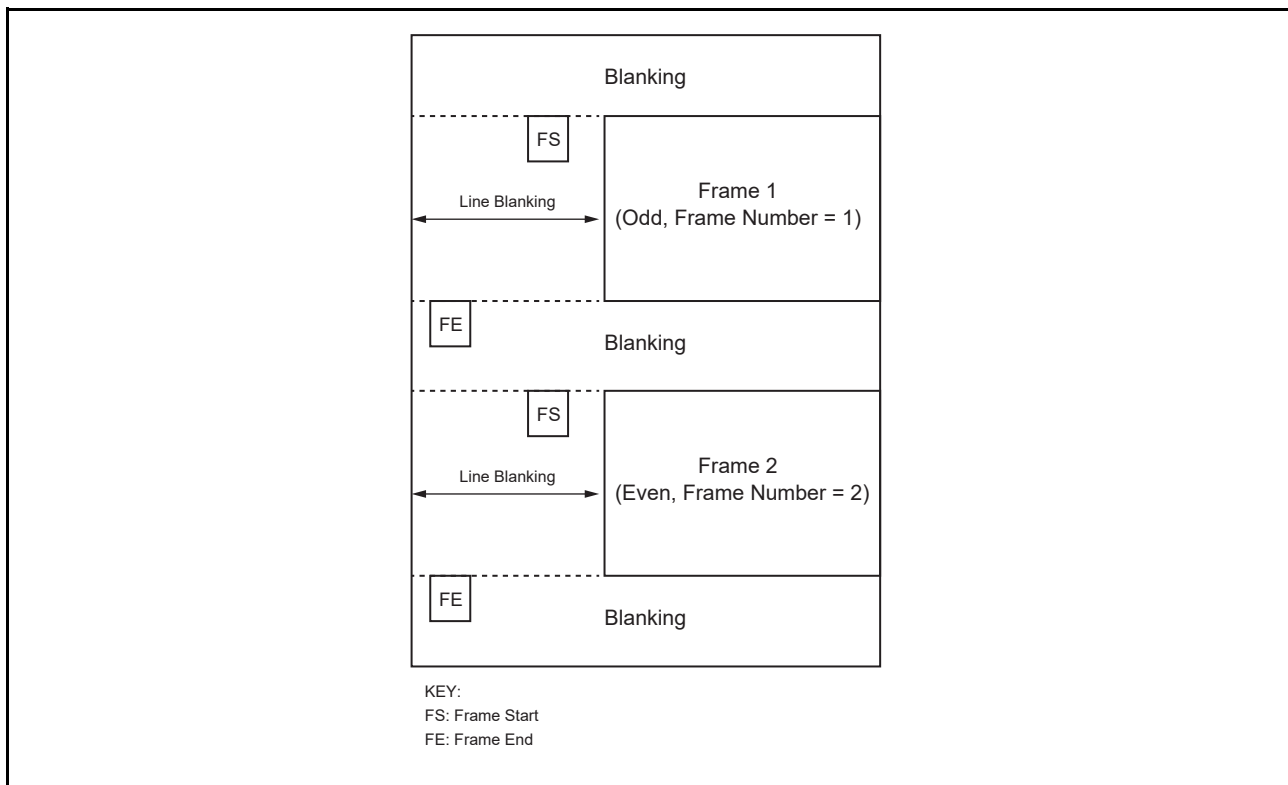 Blanking
FS
Frame 1
(Odd, Frame Number = 1)
Line Blanking
FE
Blanking
FS
Frame 2
(Even, Frame Number = 2)
Line Blanking
FE
Blanking
KEY:
FS: Frame Start
FE: Frame End